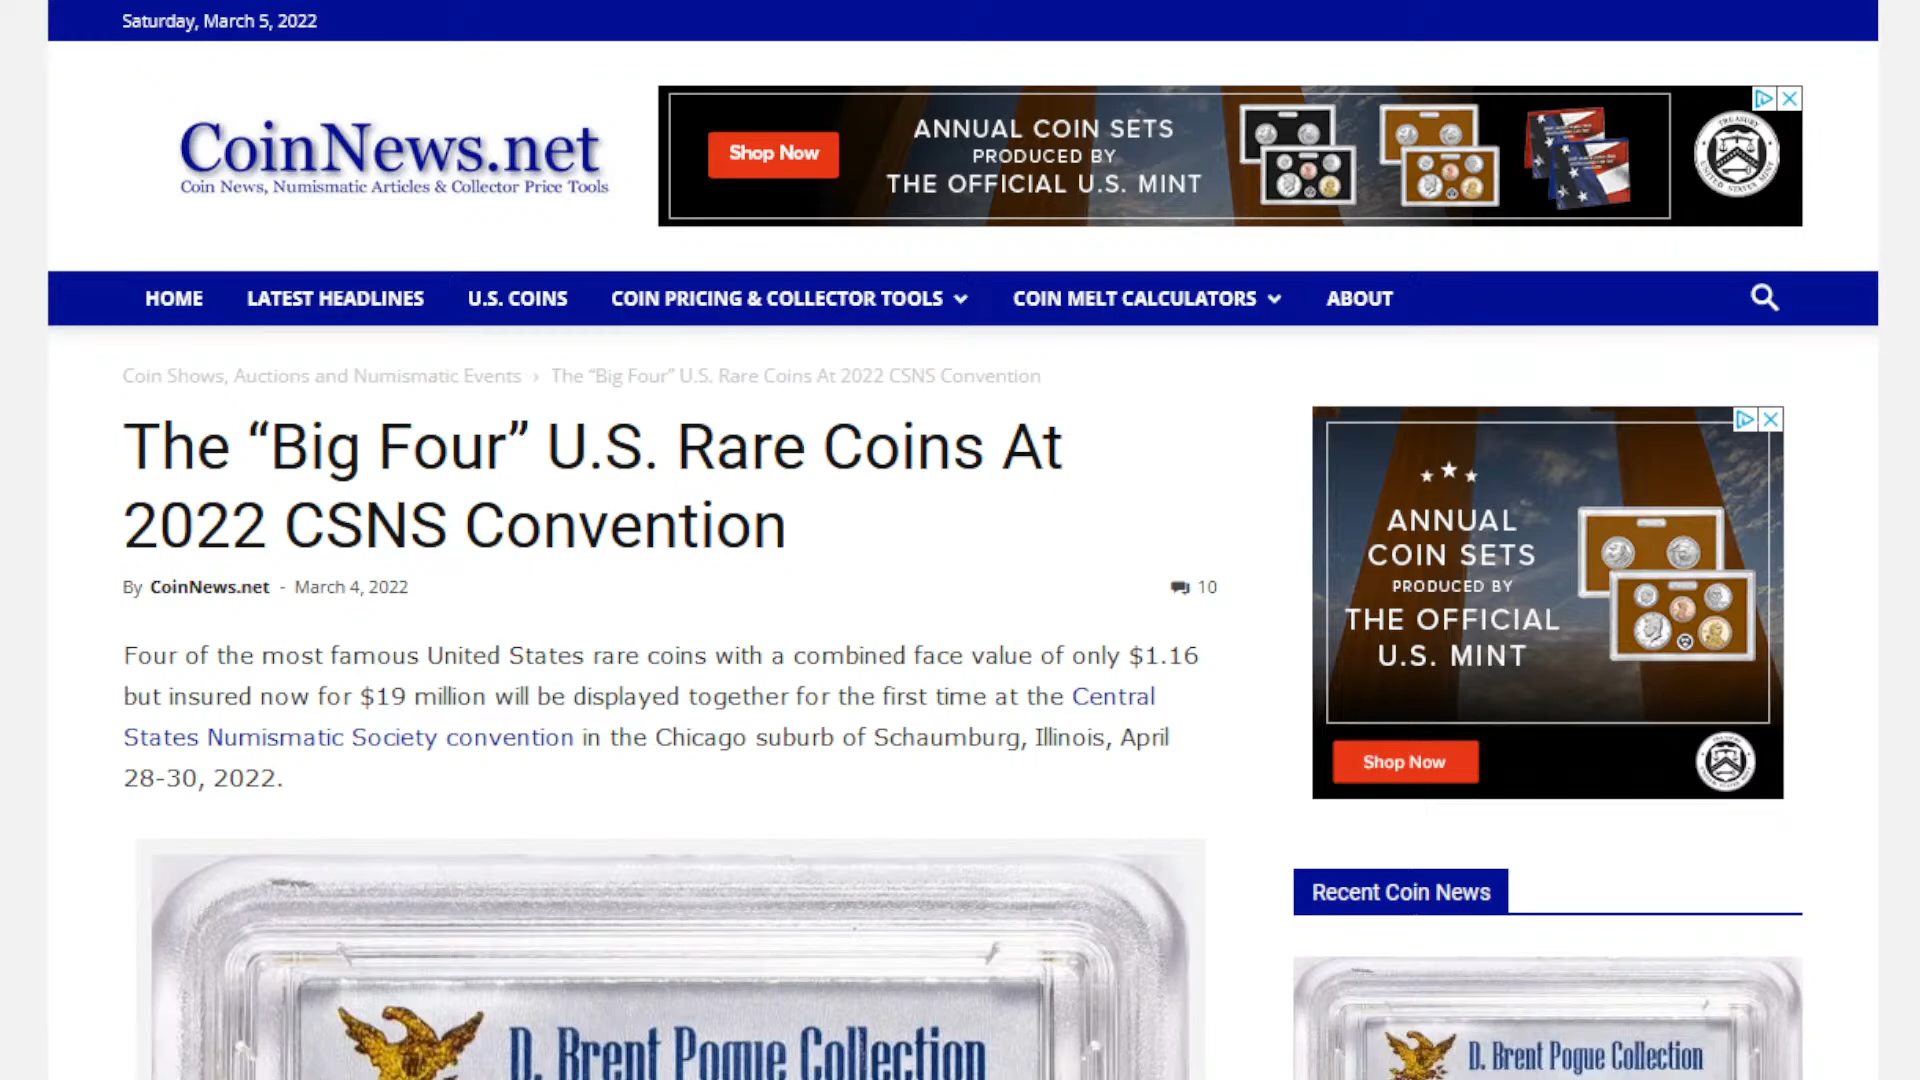 Saturday, March 5, 2022
CoinNews.net
Coin News, Numismatic Articles & Collector Price Tools
Shop Now
ANNUAL COIN SETS
PRODUCED BY
THE OFFICIAL U.S. MINT
HOME LATEST HEADLINES U.S. COINS COIN PRICING & COLLECTOR TOOLS COIN MELT CALCULATORS ABOUT
Coin Shows, Auctions and Numismatic Events › The “Big Four” U.S. Rare Coins At 2022 CSNS Convention
The “Big Four” U.S. Rare Coins At
2022 CSNS Convention
By CoinNews.net - March 4, 2022
10
Four of the most famous United States rare coins with a combined face value of only $1.16
but insured now for $19 million will be displayed together for the first time at the Central
States Numismatic Society convention in the Chicago suburb of Schaumburg, Illinois, April
28-30, 2022.
D. Brent Pogue Collection
ANNUAL
COIN SETS
PRODUCED BY
THE OFFICIAL
U.S. MINT
Shop Now
Recent Coin News
D. Brent Pogue Collection